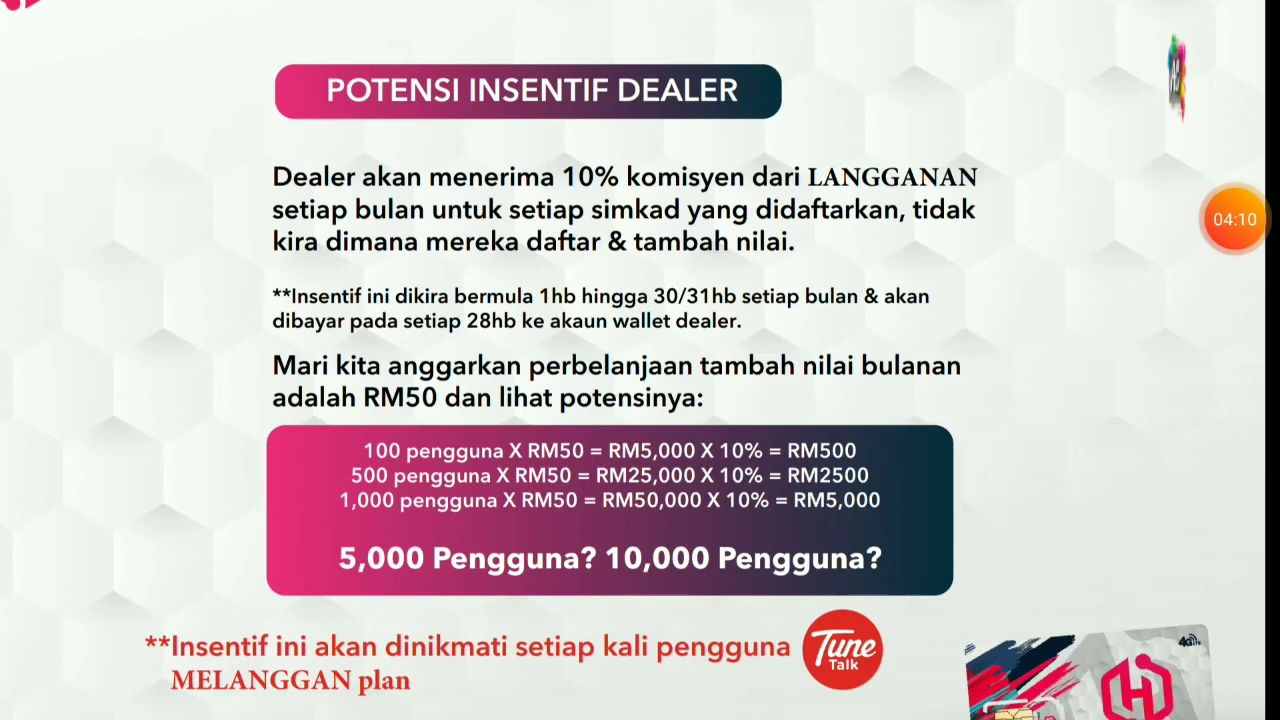 POTENSI INSENTIF DEALER
Dealer akan menerima 10% komisyen dari LANGGANAN
setiap bulan untuk setiap simkad yang didaftarkan, tidak
kira dimana mereka daftar & tambah nilai.
04:10
**Insentif ini dikira bermula 1hb hingga 30/31hb setiap bulan & akan
dibayar pada setiap 28hb ke akaun wallet dealer.
Mari kita anggarkan perbelanjaan tambah nilai bulanan
adalah RM50 dan lihat potensinya:
100 pengguna X RM50 = RM5,000 X 10% = RM500
500 pengguna X RM50 = RM25,000 X 10% = RM2500
1,000 pengguna X RM50 = RM50,000 X 10% = RM5,000
5,000 Pengguna? 10,000 Pengguna?
**Insentif ini akan dinikmati setiap kali pengguna
MELANGGAN plan
Tune
Talk
4G LTE